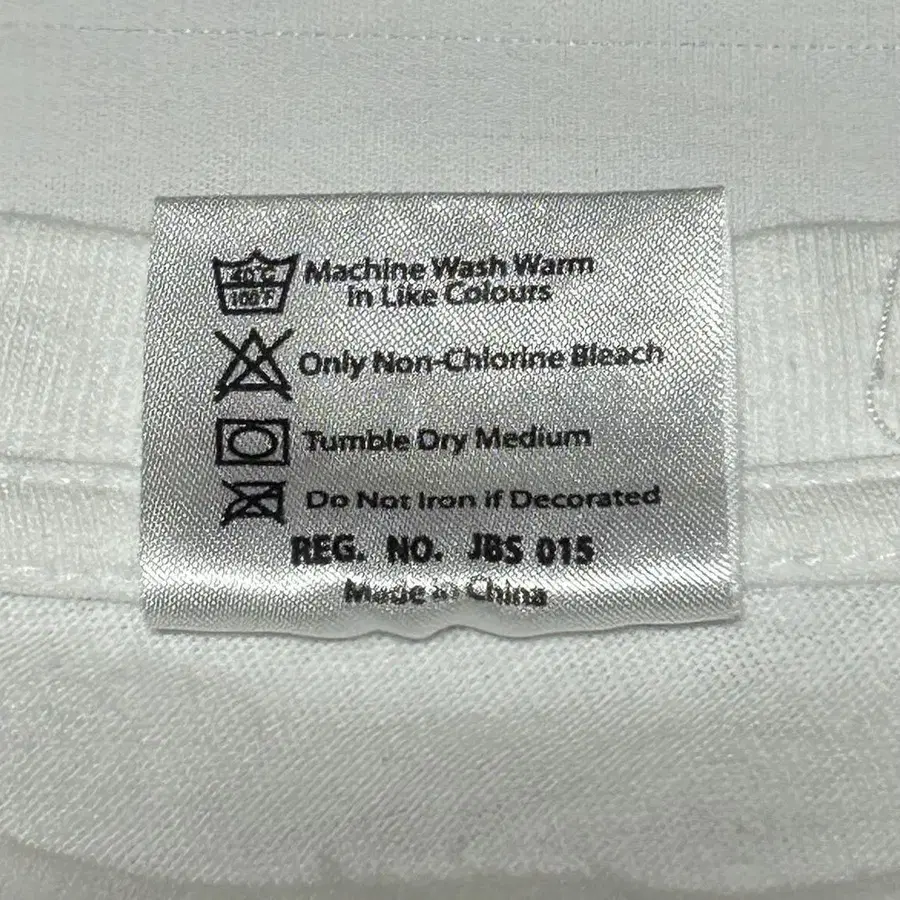 40°C
100°F
Machine Wash Warm
in Like Colours
Only Non-Chlorine Bleach
Tumble Dry Medium
Do Not Iron if Decorated
REG. NO. JBS 015
Made in China